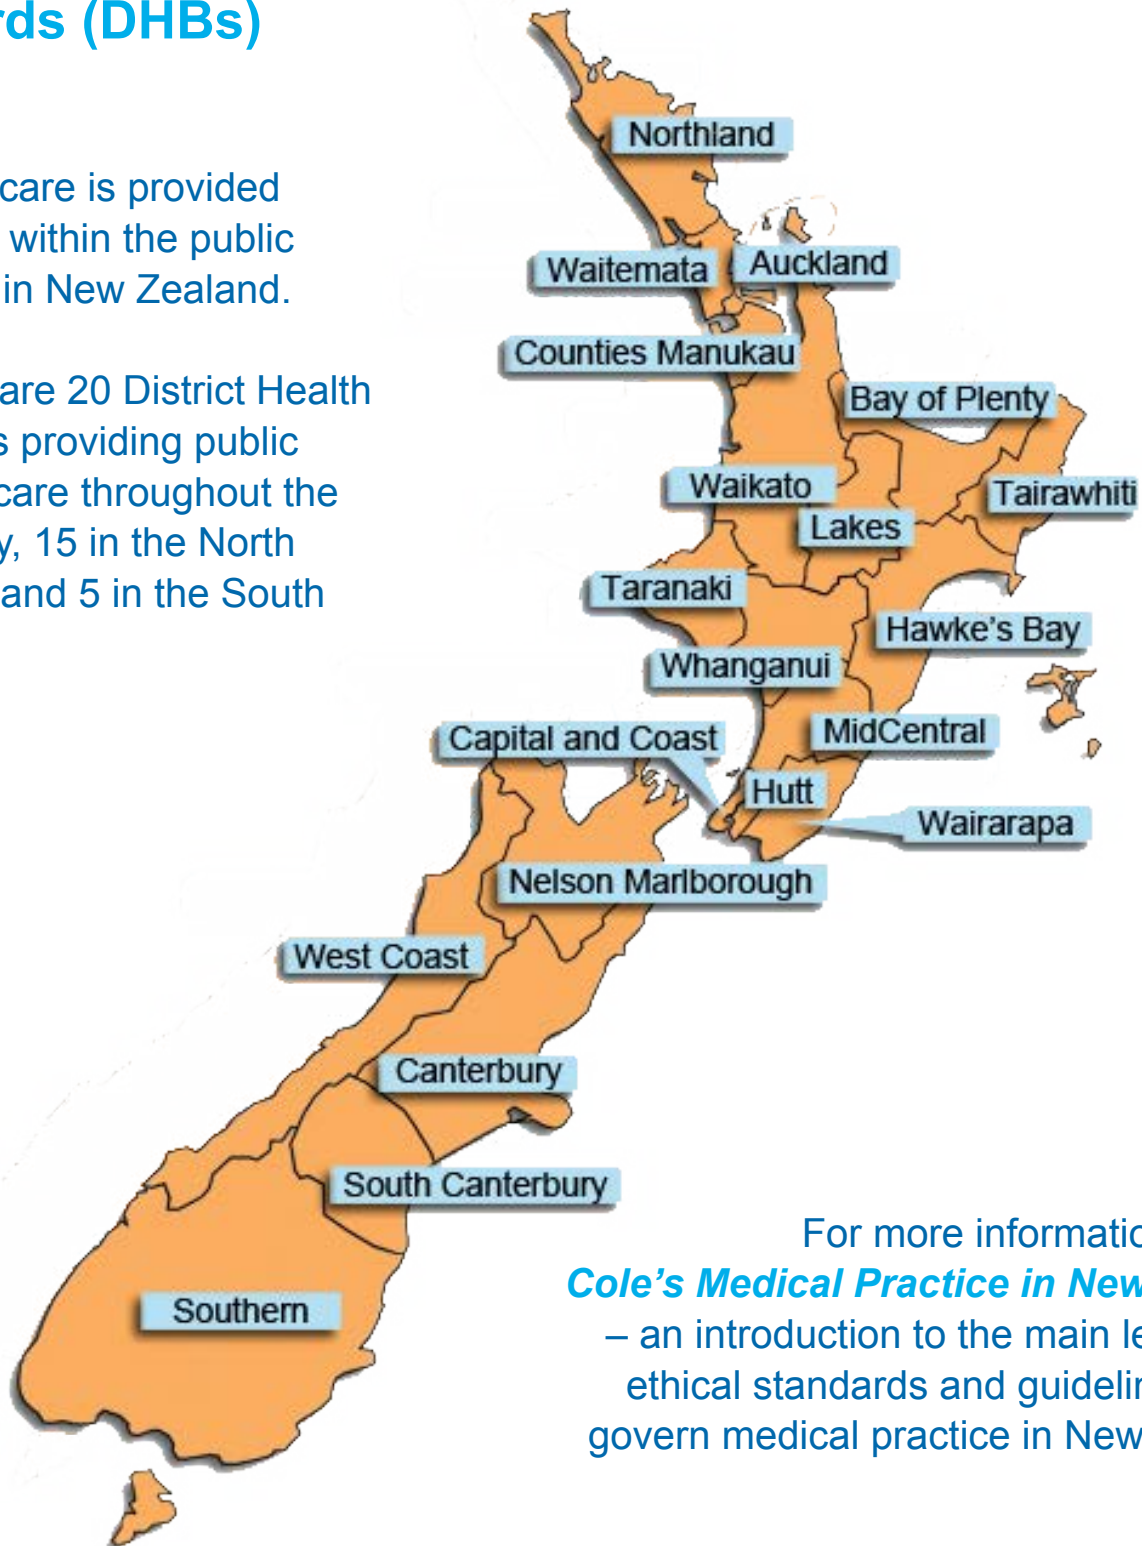 rds (DHBs)
care is provided
within the public
in New Zealand.
are 20 District Health
s providing public
care throughout the
y, 15 in the North
and 5 in the South
Northland
Waitemata
Auckland
Counties Manukau
Bay of Plenty
Waikato
Tairawhiti
Lakes
Taranaki
Hawke's Bay
Whanganui
Capital and Coast
MidCentral
Hutt
Wairarapa
Nelson Marlborough
West Coast
Canterbury
South Canterbury
Southern
For more informatio
Cole's Medical Practice in New
– an introduction to the main le
ethical standards and guidelin
govern medical practice in New